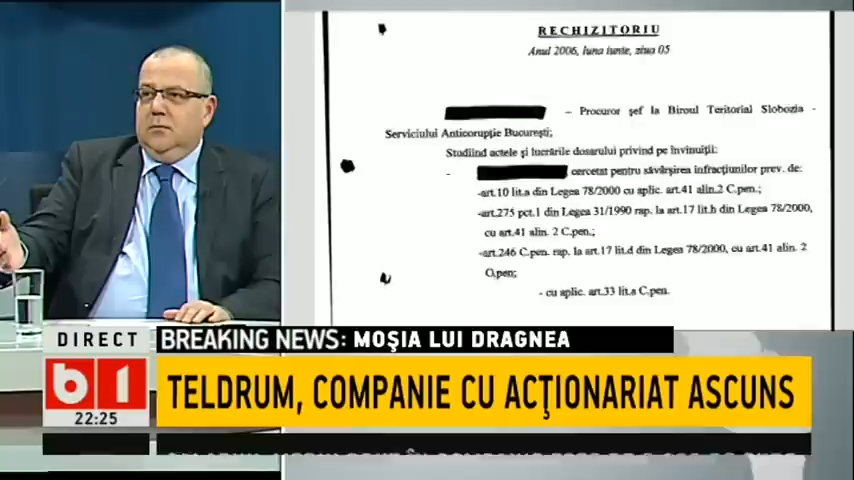 RECHIZITORIU
Anul 2006, luna iunie, ziua 05
– Procuror şef la Biroul Teritorial Slobozia -
Serviciului Anticorupţie Bucureşti;
Studiind actele şi lucrările dosarului privind pe învinuiţii:
- cercetat pentru săvârşirea infracţiunilor prev. de:
-art.10 lit.a din Legea 78/2000 cu aplic. art.41 alin.2 C.pen.;
-art.275 pct.1 din Legea 31/1990 rap. la art.17 lit.h din Legea 78/2000,
cu art.41 alin. 2 C.pen.;
-art.246 C.pen. rap. la art.17 lit.d din Legea 78/2000, cu art.41 alin. 2
C.pen;
- cu aplic. art.33 lit.a C.pen.
DIRECT
BREAKING NEWS: MOŞIA LUI DRAGNEA
b1
22:25
TELDRUM, COMPANIE CU ACŢIONARIAT ASCUNS